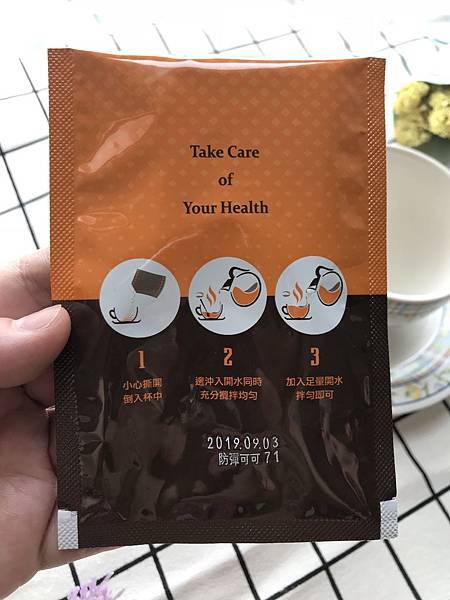 Take Care
of
Your Health
1
小心撕開
倒入杯中
2
邊沖入開水同時
充分攪拌均勻
3
加入足量開水
拌勻即可
2019.09.03
防彈可可 71